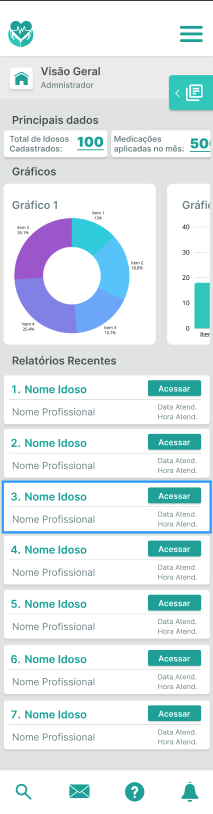 Visão Geral
Admnistrador
Principais dados
Total de Idosos
Cadastrados:
100
Medicações
aplicadas no mês:
50
Gráficos
Gráfico 1
Item 1
13%
Item 2
18.8%
Item 3
16.7%
Item 4
25.4%
Item 5
26.1%
Gráfi
40
30
20
10
0
Iter
Relatórios Recentes
1. Nome Idoso
Acessar
Nome Profissional
Data Atend.
Hora Atend.
2. Nome Idoso
Acessar
Nome Profissional
Data Atend.
Hora Atend.
3. Nome Idoso
Acessar
Nome Profissional
Data Atend.
Hora Atend.
4. Nome Idoso
Acessar
Nome Profissional
Data Atend.
Hora Atend.
5. Nome Idoso
Acessar
Nome Profissional
Data Atend.
Hora Atend.
6. Nome Idoso
Acessar
Nome Profissional
Data Atend.
Hora Atend.
7. Nome Idoso
Acessar
Nome Profissional
Data Atend.
Hora Atend.